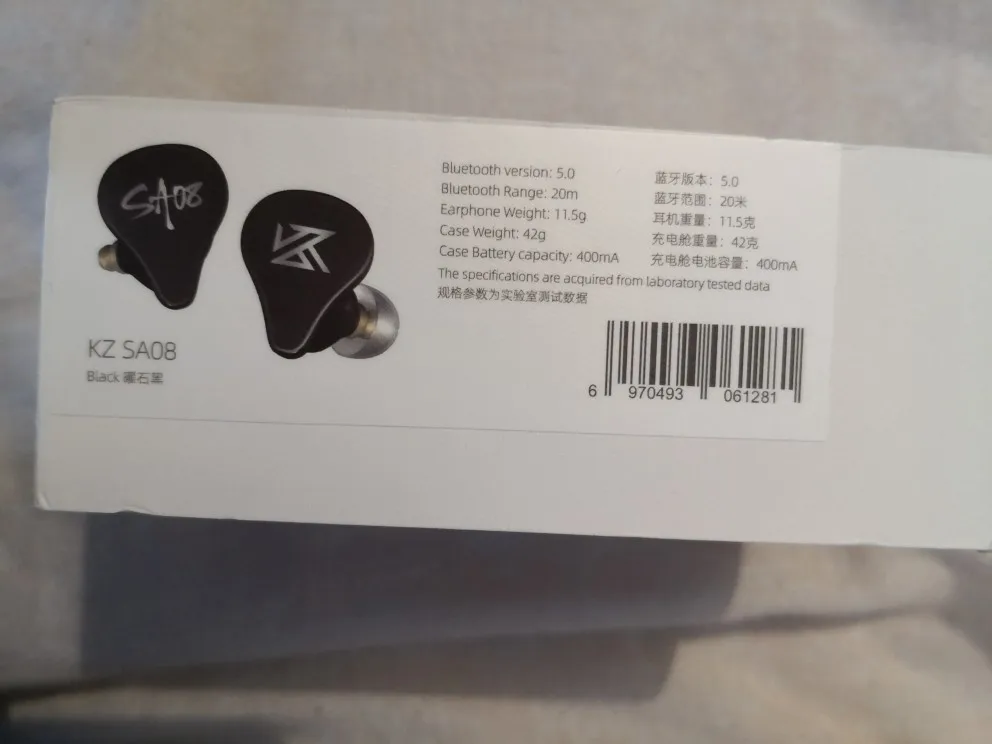 SA08
KZ
KZ SA08
Black 曜石黑
Bluetooth version: 5.0
Bluetooth Range: 20m
Earphone Weight: 11.5g
Case Weight: 42g
Case Battery capacity: 400mA
蓝牙版本：5.0
蓝牙范围：20米
耳机重量：11.5克
充电舱重量：42克
充电舱电池容量：400mA
The specifications are acquired from laboratory tested data
规格参数为实验室测试数据
6 970493 061281